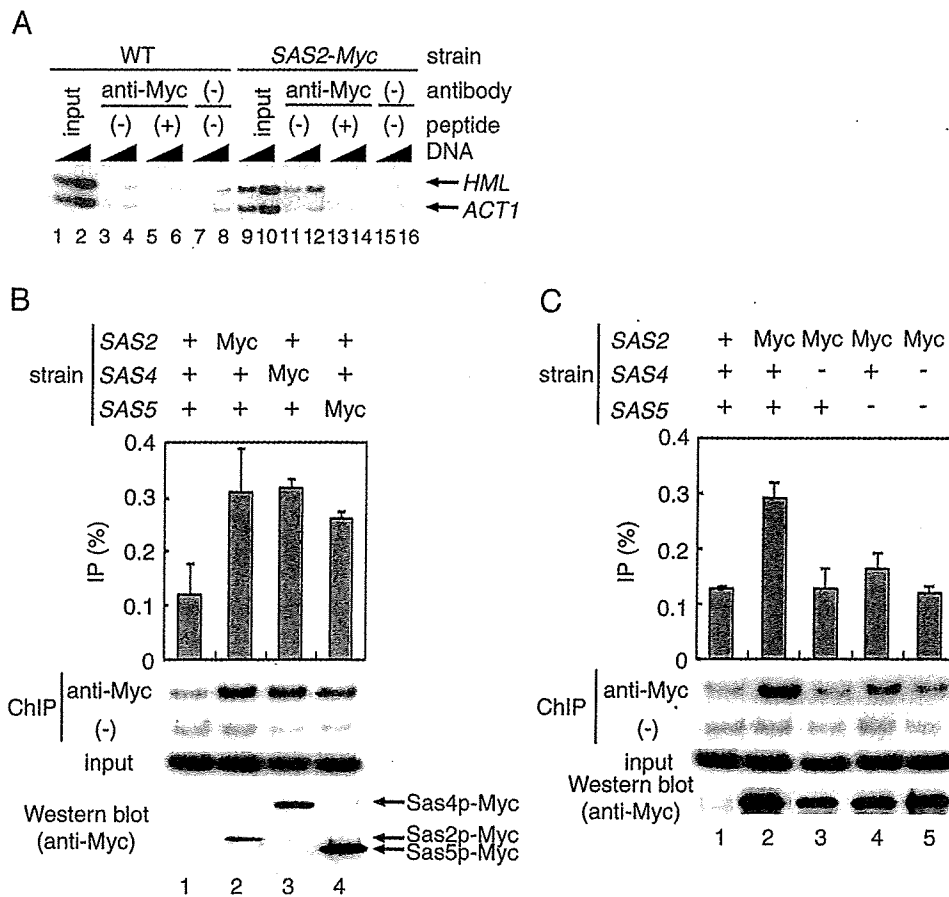 A
WT SAS2-Myc strain
anti-Myc (-) anti-Myc (-) antibody
input (-) (+) (-) input (-) (+) (-) peptide
DNA
HML
ACT1
1 2 3 4 5 6 7 8 9 10 11 12 13 14 15 16
B
strain
SAS2 + Myc + +
SAS4 + + Myc +
SAS5 + + + Myc
IP (%)
0.4
0.3
0.2
0.1
0
ChIP
anti-Myc
(-)
input
Western blot
(anti-Myc)
Sas4p-Myc
Sas2p-Myc
Sas5p-Myc
1 2 3 4
C
strain
SAS2 + Myc Myc Myc Myc
SAS4 + + - + -
SAS5 + + + - -
IP (%)
0.4
0.3
0.2
0.1
0
ChIP
anti-Myc
(-)
input
Western blot
(anti-Myc)
1 2 3 4 5